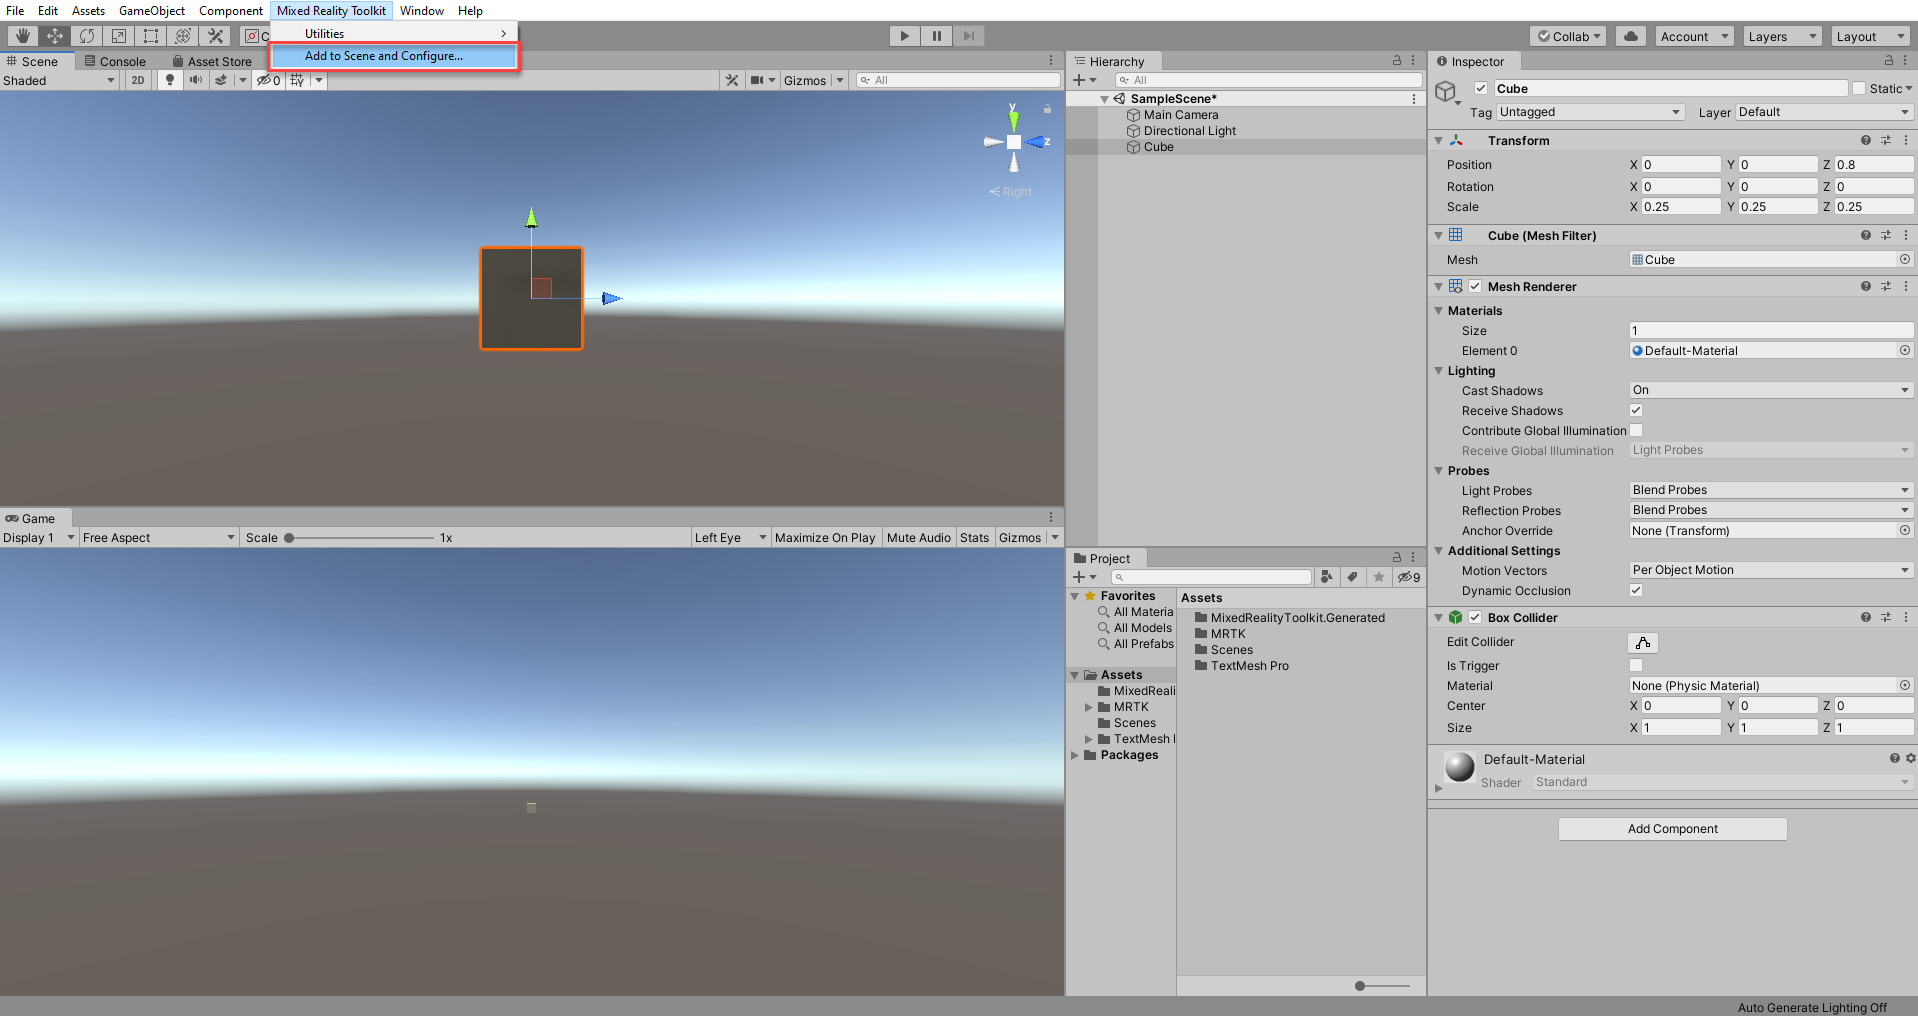 File Edit Assets GameObject Component Mixed Reality Toolkit Window Help
Utilities
Add to Scene and Configure...
C
Collab Account Layers Layout
Scene Console Asset Store
Shaded 2D 0 Gizmos All
y
z
Right
Game
Display 1 Free Aspect Scale 1x Left Eye Maximize On Play Mute Audio Stats Gizmos
Hierarchy
All
SampleScene*
Main Camera
Directional Light
Cube
Project
9
Favorites
All Materia
All Models
All Prefabs
Assets
MixedReali
MRTK
Scenes
TextMesh
Packages
Assets
MixedRealityToolkit.Generated
MRTK
Scenes
TextMesh Pro
Inspector
Cube Static
Tag Untagged Layer Default
Transform
Position X 0 Y 0 Z 0.8
Rotation X 0 Y 0 Z 0
Scale X 0.25 Y 0.25 Z 0.25
Cube (Mesh Filter)
Mesh Cube
Mesh Renderer
Materials
Size 1
Element 0 Default-Material
Lighting
Cast Shadows On
Receive Shadows
Contribute Global Illumination
Receive Global Illumination Light Probes
Probes
Light Probes Blend Probes
Reflection Probes Blend Probes
Anchor Override None (Transform)
Additional Settings
Motion Vectors Per Object Motion
Dynamic Occlusion
Box Collider
Edit Collider
Is Trigger
Material None (Physic Material)
Center X 0 Y 0 Z 0
Size X 1 Y 1 Z 1
Default-Material
Shader Standard
Add Component
Auto Generate Lighting Off